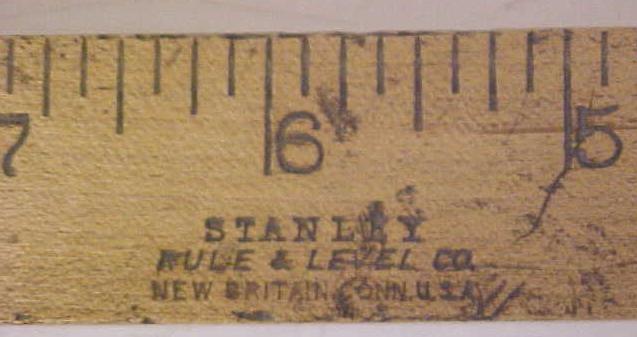 7 6 5
STANLEY
RULE & LEVEL CO.
NEW BRITAIN, CONN. U.S.A.